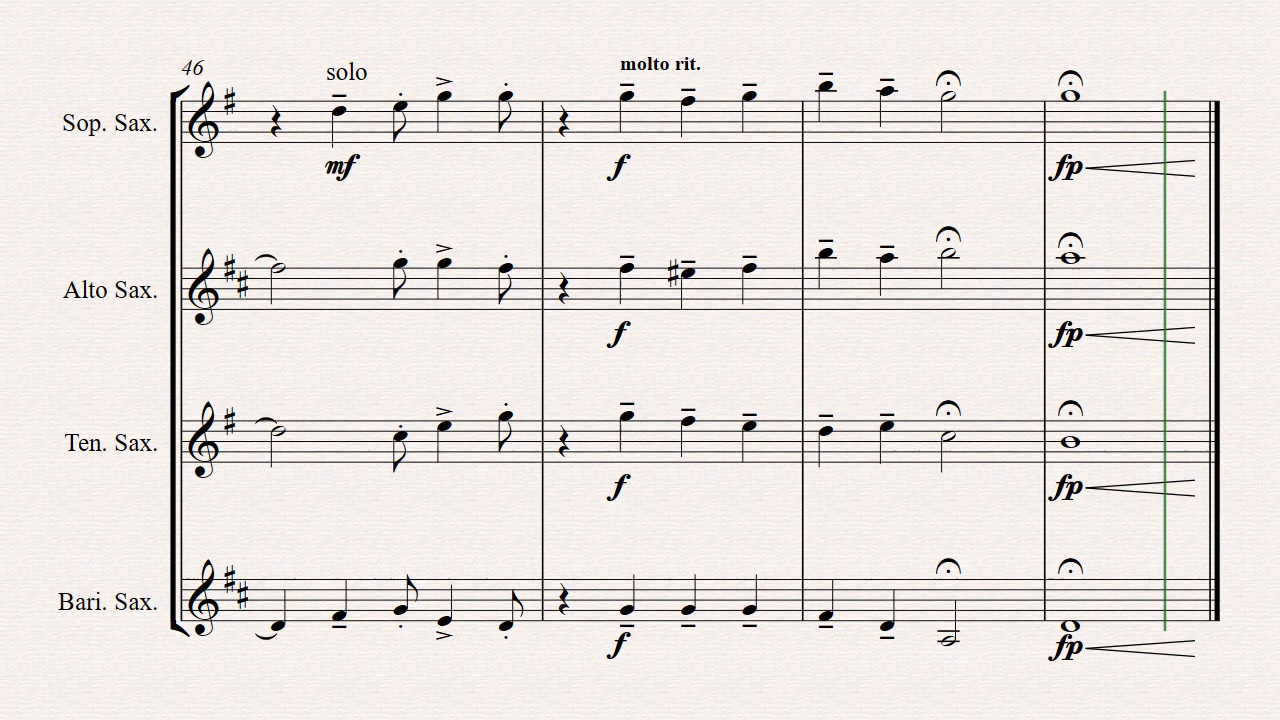 46
solo
molto rit.
Sop. Sax.
mf
f
fp
Alto Sax.
f
fp
Ten. Sax.
f
fp
Bari. Sax.
f
fp